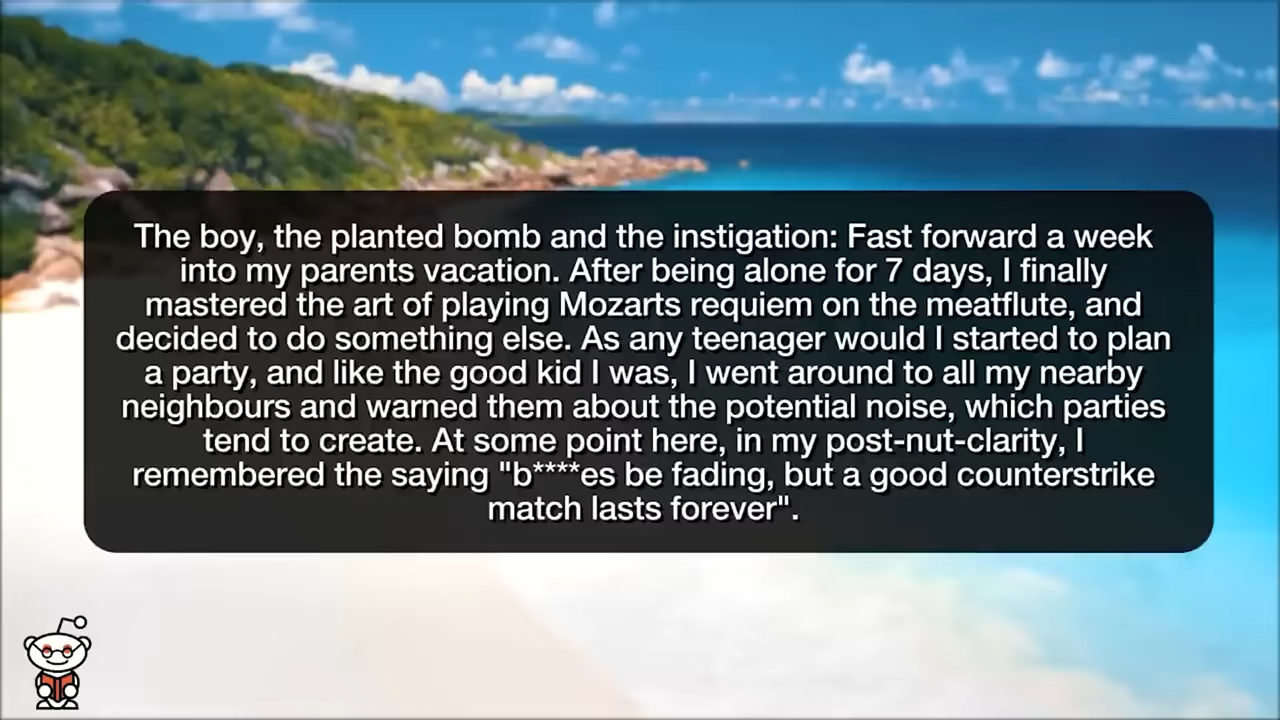 The boy, the planted bomb and the instigation: Fast forward a week
into my parents vacation. After being alone for 7 days, I finally
mastered the art of playing Mozarts requiem on the meatflute, and
decided to do something else. As any teenager would I started to plan
a party, and like the good kid I was, I went around to all my nearby
neighbours and warned them about the potential noise, which parties
tend to create. At some point here, in my post-nut-clarity, I
remembered the saying "b****es be fading, but a good counterstrike
match lasts forever".